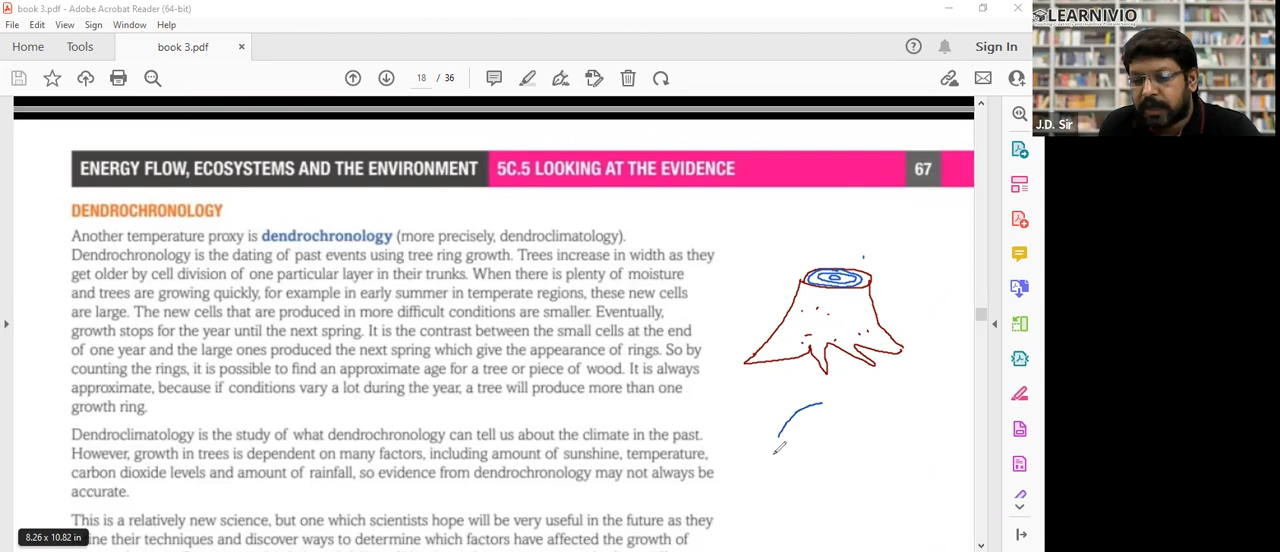 book 3.pdf - Adobe Acrobat Reader (64-bit)
File Edit View Sign Window Help
Home Tools book 3.pdf × Sign In
18 / 36
LEARNIVIO
J.D. Sir
ENERGY FLOW, ECOSYSTEMS AND THE ENVIRONMENT 5C.5 LOOKING AT THE EVIDENCE 67
DENDROCHRONOLOGY
Another temperature proxy is dendrochronology (more precisely, dendroclimatology).
Dendrochronology is the dating of past events using tree ring growth. Trees increase in width as they
get older by cell division of one particular layer in their trunks. When there is plenty of moisture
and trees are growing quickly, for example in early summer in temperate regions, these new cells
are large. The new cells that are produced in more difficult conditions are smaller. Eventually,
growth stops for the year until the next spring. It is the contrast between the small cells at the end
of one year and the large ones produced the next spring which give the appearance of rings. So by
counting the rings, it is possible to find an approximate age for a tree or piece of wood. It is always
approximate, because if conditions vary a lot during the year, a tree will produce more than one
growth ring.
Dendroclimatology is the study of what dendrochronology can tell us about the climate in the past.
However, growth in trees is dependent on many factors, including amount of sunshine, temperature,
carbon dioxide levels and amount of rainfall, so evidence from dendrochronology may not always be
accurate.
This is a relatively new science, but one which scientists hope will be very useful in the future as they
8.26 x 10.82 in
ine their techniques and discover ways to determine which factors have affected the growth of